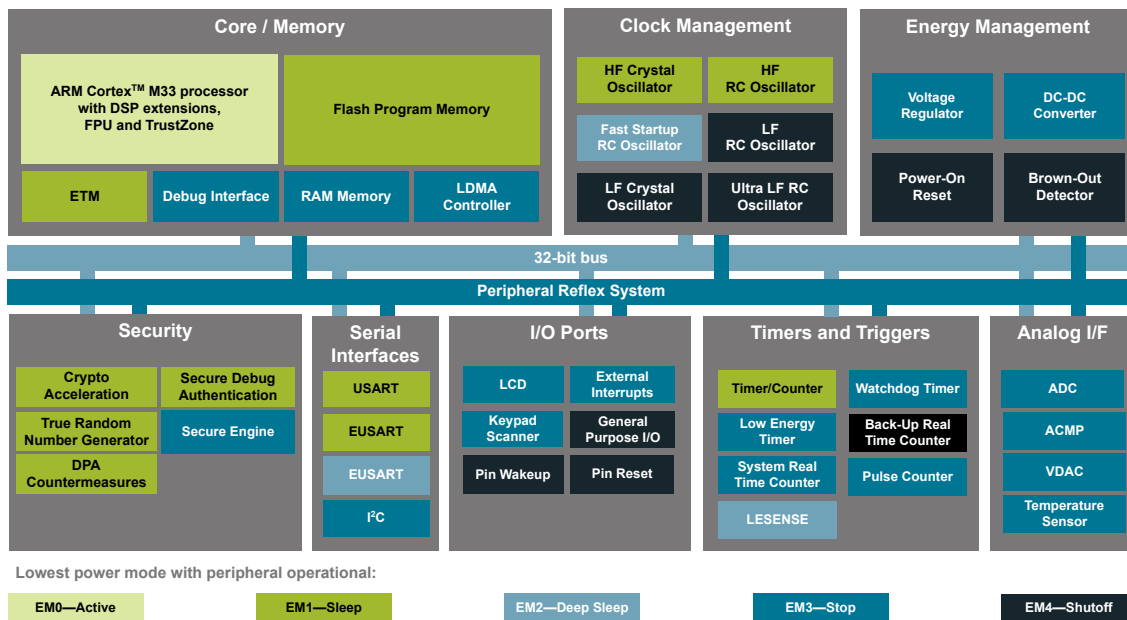 Core / Memory
ARM Cortex™ M33 processor
with DSP extensions,
FPU and TrustZone
Flash Program Memory
ETM
Debug Interface
RAM Memory
LDMA
Controller
Clock Management
HF Crystal
Oscillator
HF
RC Oscillator
Fast Startup
RC Oscillator
LF
RC Oscillator
LF Crystal
Oscillator
Ultra LF RC
Oscillator
Energy Management
Voltage
Regulator
DC-DC
Converter
Power-On
Reset
Brown-Out
Detector
32-bit bus
Peripheral Reflex System
Security
Crypto
Acceleration
Secure Debug
Authentication
True Random
Number Generator
Secure Engine
DPA
Countermeasures
Serial
Interfaces
USART
EUSART
EUSART
I²C
I/O Ports
LCD
External
Interrupts
Keypad
Scanner
General
Purpose I/O
Pin Wakeup
Pin Reset
Timers and Triggers
Timer/Counter
Watchdog Timer
Low Energy
Timer
Back-Up Real
Time Counter
System Real
Time Counter
Pulse Counter
LESENSE
Analog I/F
ADC
ACMP
VDAC
Temperature
Sensor
Lowest power mode with peripheral operational:
EM0—Active
EM1—Sleep
EM2—Deep Sleep
EM3—Stop
EM4—Shutoff